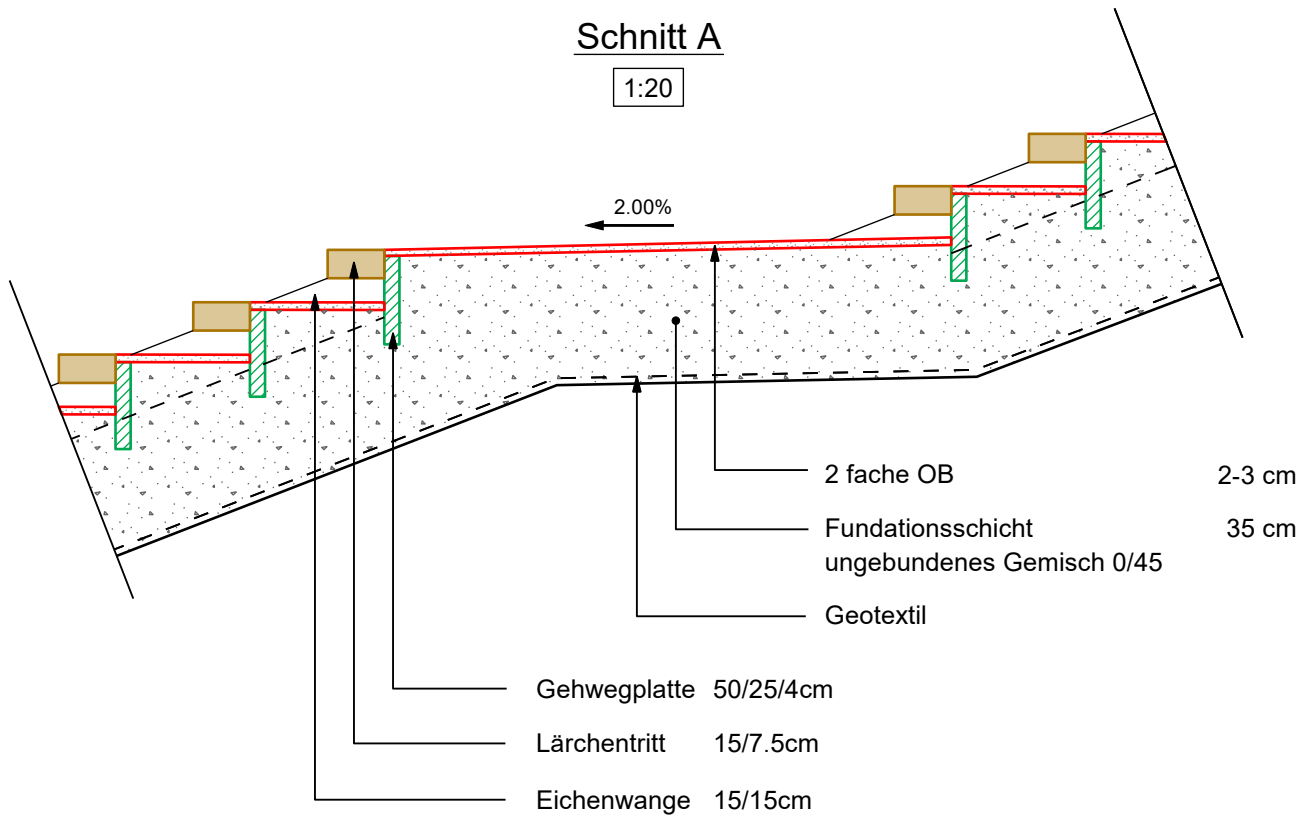 Schnitt A
1:20
2.00%
2 fache OB 2-3 cm
Fundationsschicht 35 cm
ungebundenes Gemisch 0/45
Geotextil
Gehwegplatte 50/25/4cm
Lärchentritt 15/7.5cm
Eichenwange 15/15cm